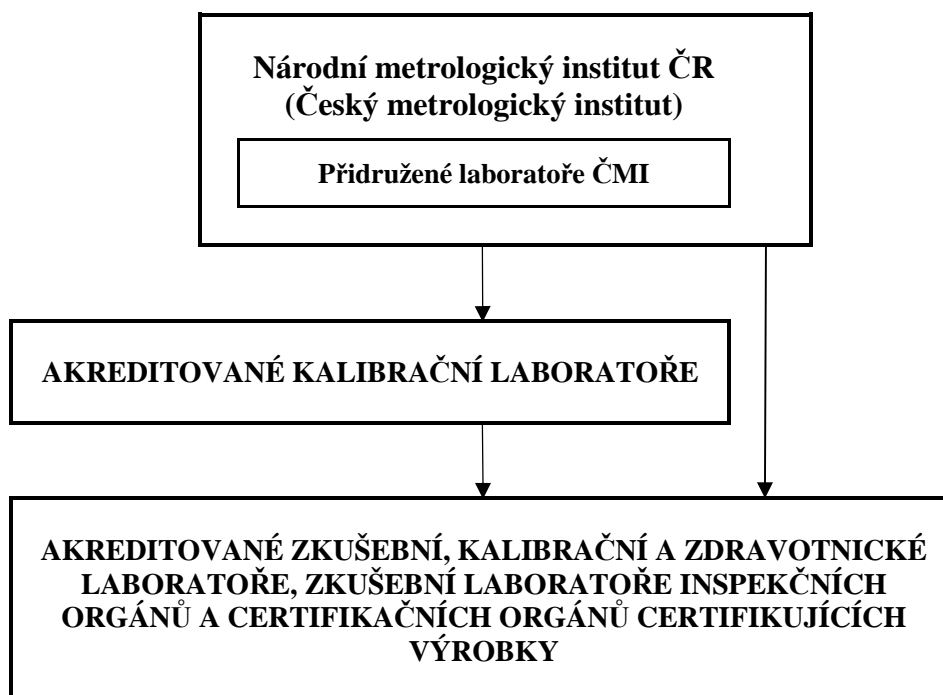 Národní metrologický institut ČR
(Český metrologický institut)
Přidružené laboratoře ČMI
AKREDITOVANÉ KALIBRAČNÍ LABORATOŘE
AKREDITOVANÉ ZKUŠEBNÍ, KALIBRAČNÍ A ZDRAVOTNICKÉ
LABORATOŘE, ZKUŠEBNÍ LABORATOŘE INSPEKČNÍCH
ORGÁNŮ A CERTIFIKAČNÍCH ORGÁNŮ CERTIFIKUJÍCÍCH
VÝROBKY